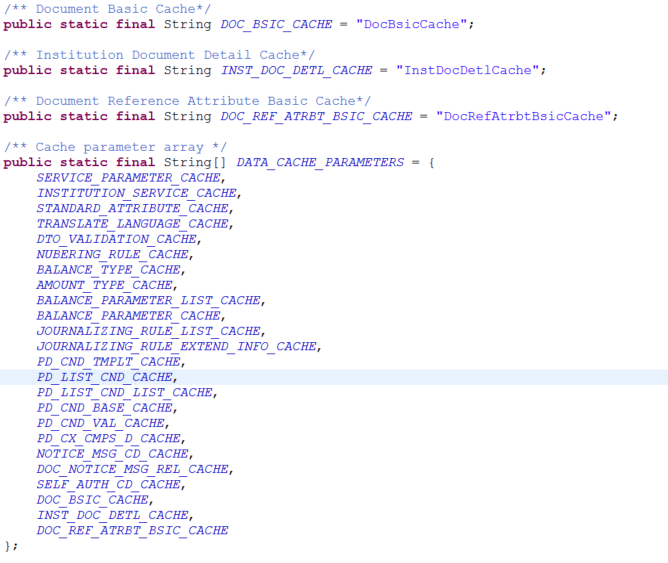 /** Document Basic Cache*/
public static final String DOC_BSIC_CACHE = "DocBsicCache";
/** Institution Document Detail Cache*/
public static final String INST_DOC_DETL_CACHE = "InstDocDetlCache";
/** Document Reference Attribute Basic Cache*/
public static final String DOC_REF_ATRBT_BSIC_CACHE = "DocRefAtrbtBsicCache";
/** Cache parameter array */
public static final String[] DATA_CACHE_PARAMETERS = {
SERVICE_PARAMETER_CACHE,
INSTITUTION_SERVICE_CACHE,
STANDARD_ATTRIBUTE_CACHE,
TRANSLATE_LANGUAGE_CACHE,
DTO_VALIDATION_CACHE,
NUBERING_RULE_CACHE,
BALANCE_TYPE_CACHE,
AMOUNT_TYPE_CACHE,
BALANCE_PARAMETER_LIST_CACHE,
BALANCE_PARAMETER_CACHE,
JOURNALIZING_RULE_LIST_CACHE,
JOURNALIZING_RULE_EXTEND_INFO_CACHE,
PD_CND_TMPLT_CACHE,
PD_LIST_CND_CACHE,
PD_LIST_CND_LIST_CACHE,
PD_CND_BASE_CACHE,
PD_CND_VAL_CACHE,
PD_CX_CMPS_D_CACHE,
NOTICE_MSG_CD_CACHE,
DOC_NOTICE_MSG_REL_CACHE,
SELF_AUTH_CD_CACHE,
DOC_BSIC_CACHE,
INST_DOC_DETL_CACHE,
DOC_REF_ATRBT_BSIC_CACHE
};